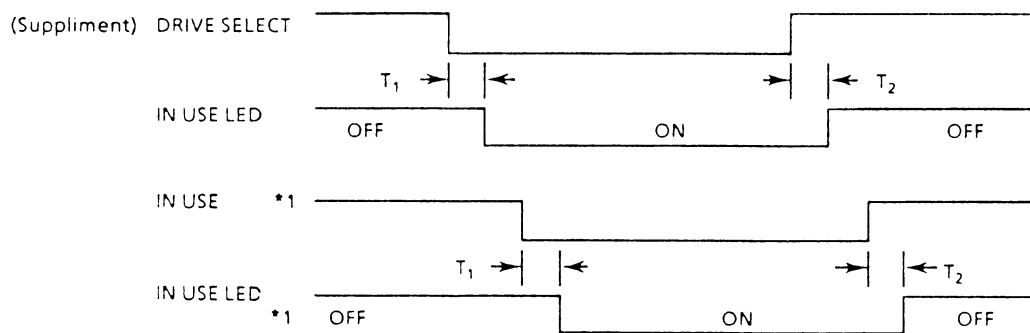 (Suppliment) DRIVE SELECT
T1 T2
IN USE LED
OFF ON OFF
IN USE *1
T1 T2
IN USE LED
*1 OFF ON OFF